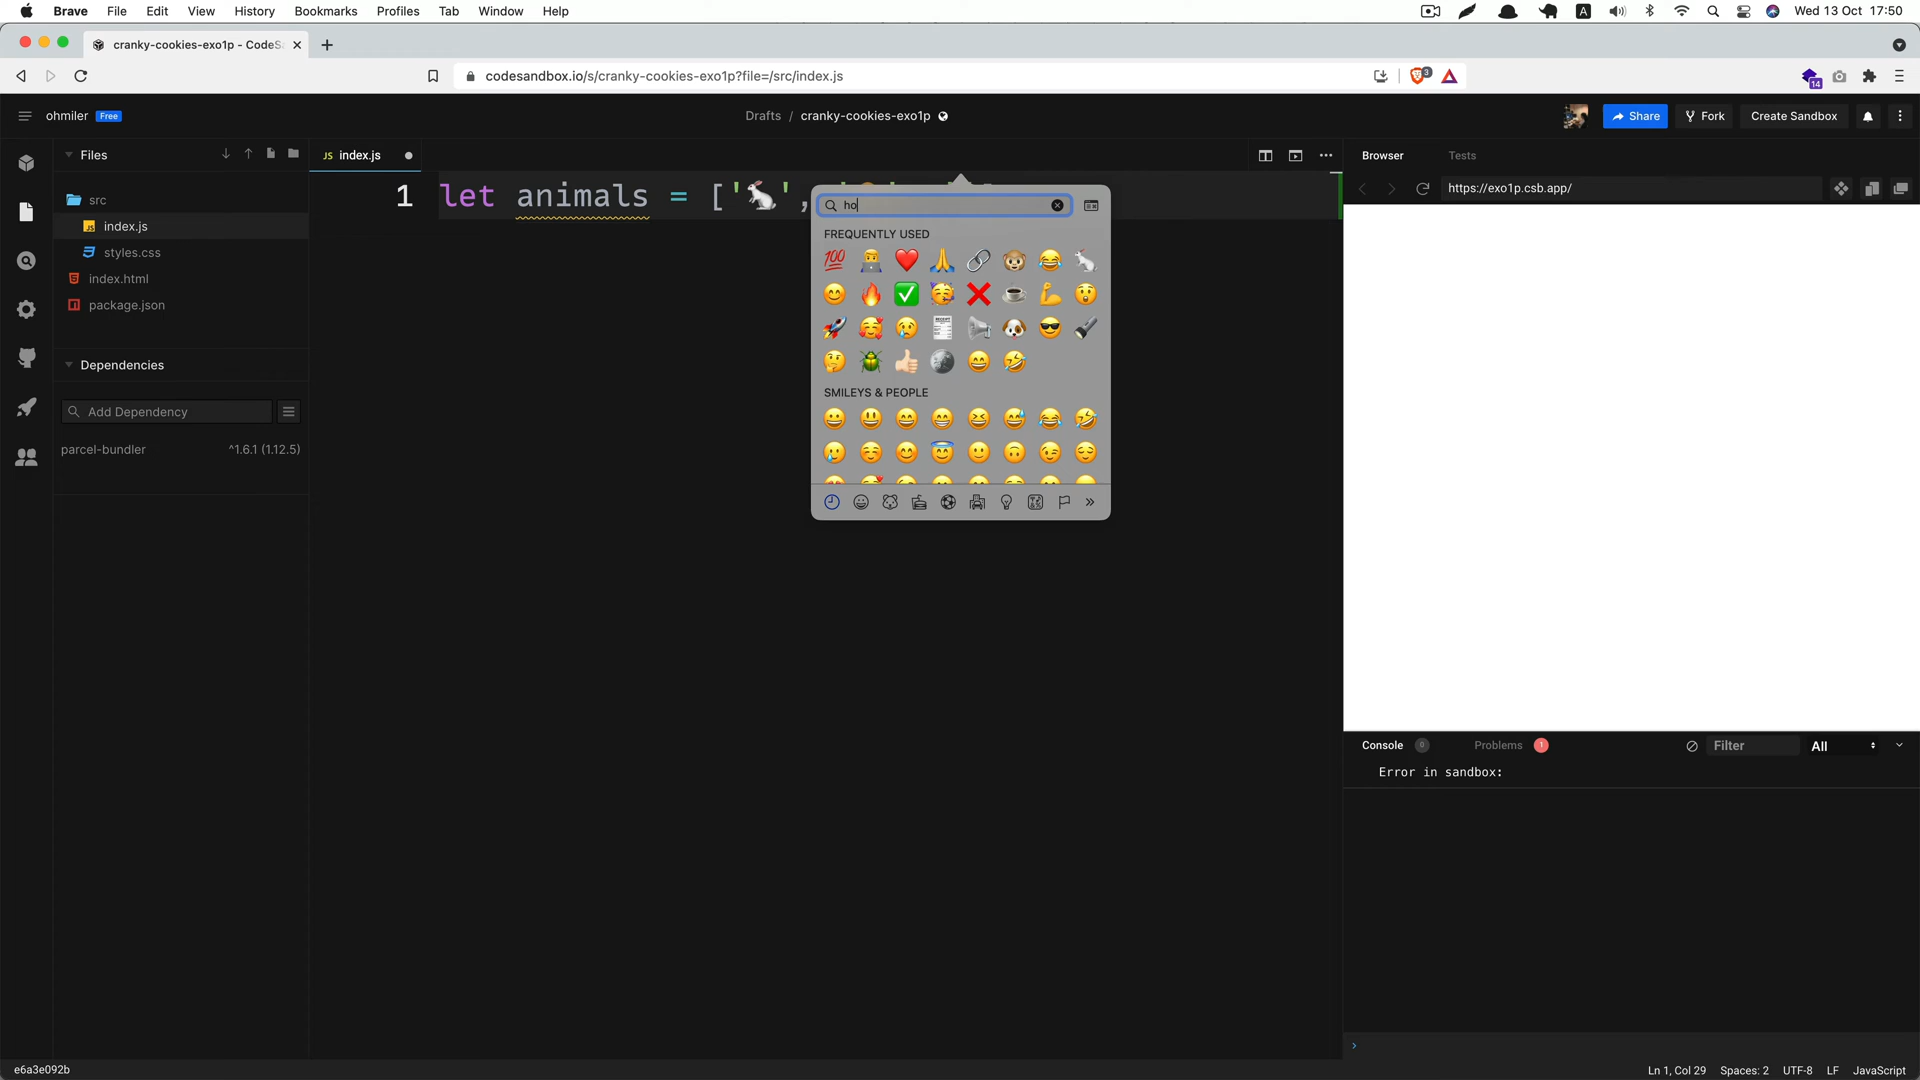 Brave File Edit View History Bookmarks Profiles Tab Window Help
A Wed 13 Oct 17:50
cranky-cookies-exo1p - CodeS
codesandbox.io/s/cranky-cookies-exo1p?file=/src/index.js
3
14
ohmiler Free
Drafts / cranky-cookies-exo1p
Share Fork Create Sandbox
Files
JS index.js
Browser Tests
https://exo1p.csb.app/
1 let animals = ['🐇',
src
index.js
styles.css
index.html
package.json
Dependencies
Add Dependency
parcel-bundler ^1.6.1 (1.12.5)
ho
FREQUENTLY USED
SMILEYS & PEOPLE
Console 0 Problems 1 Filter All
Error in sandbox:
e6a3e092b
Ln 1, Col 29 Spaces: 2 UTF-8 LF JavaScript